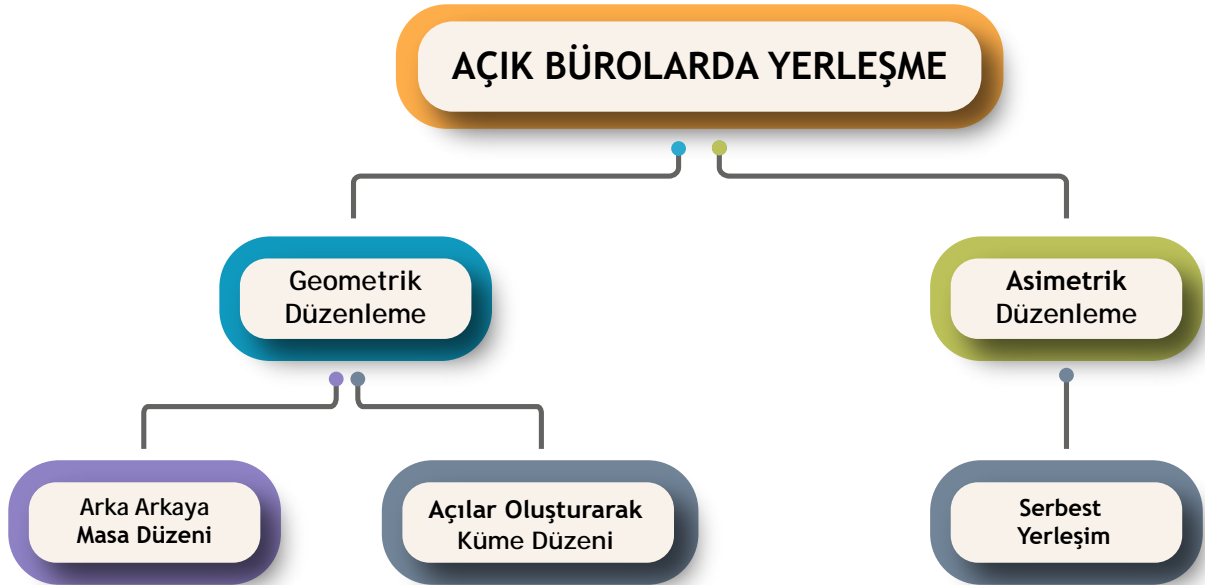 AÇIK BÜROLARDA YERLEŞME
Geometrik
Düzenleme
Asimetrik
Düzenleme
Arka Arkaya
Masa Düzeni
Açılar Oluşturarak
Küme Düzeni
Serbest
Yerleşim